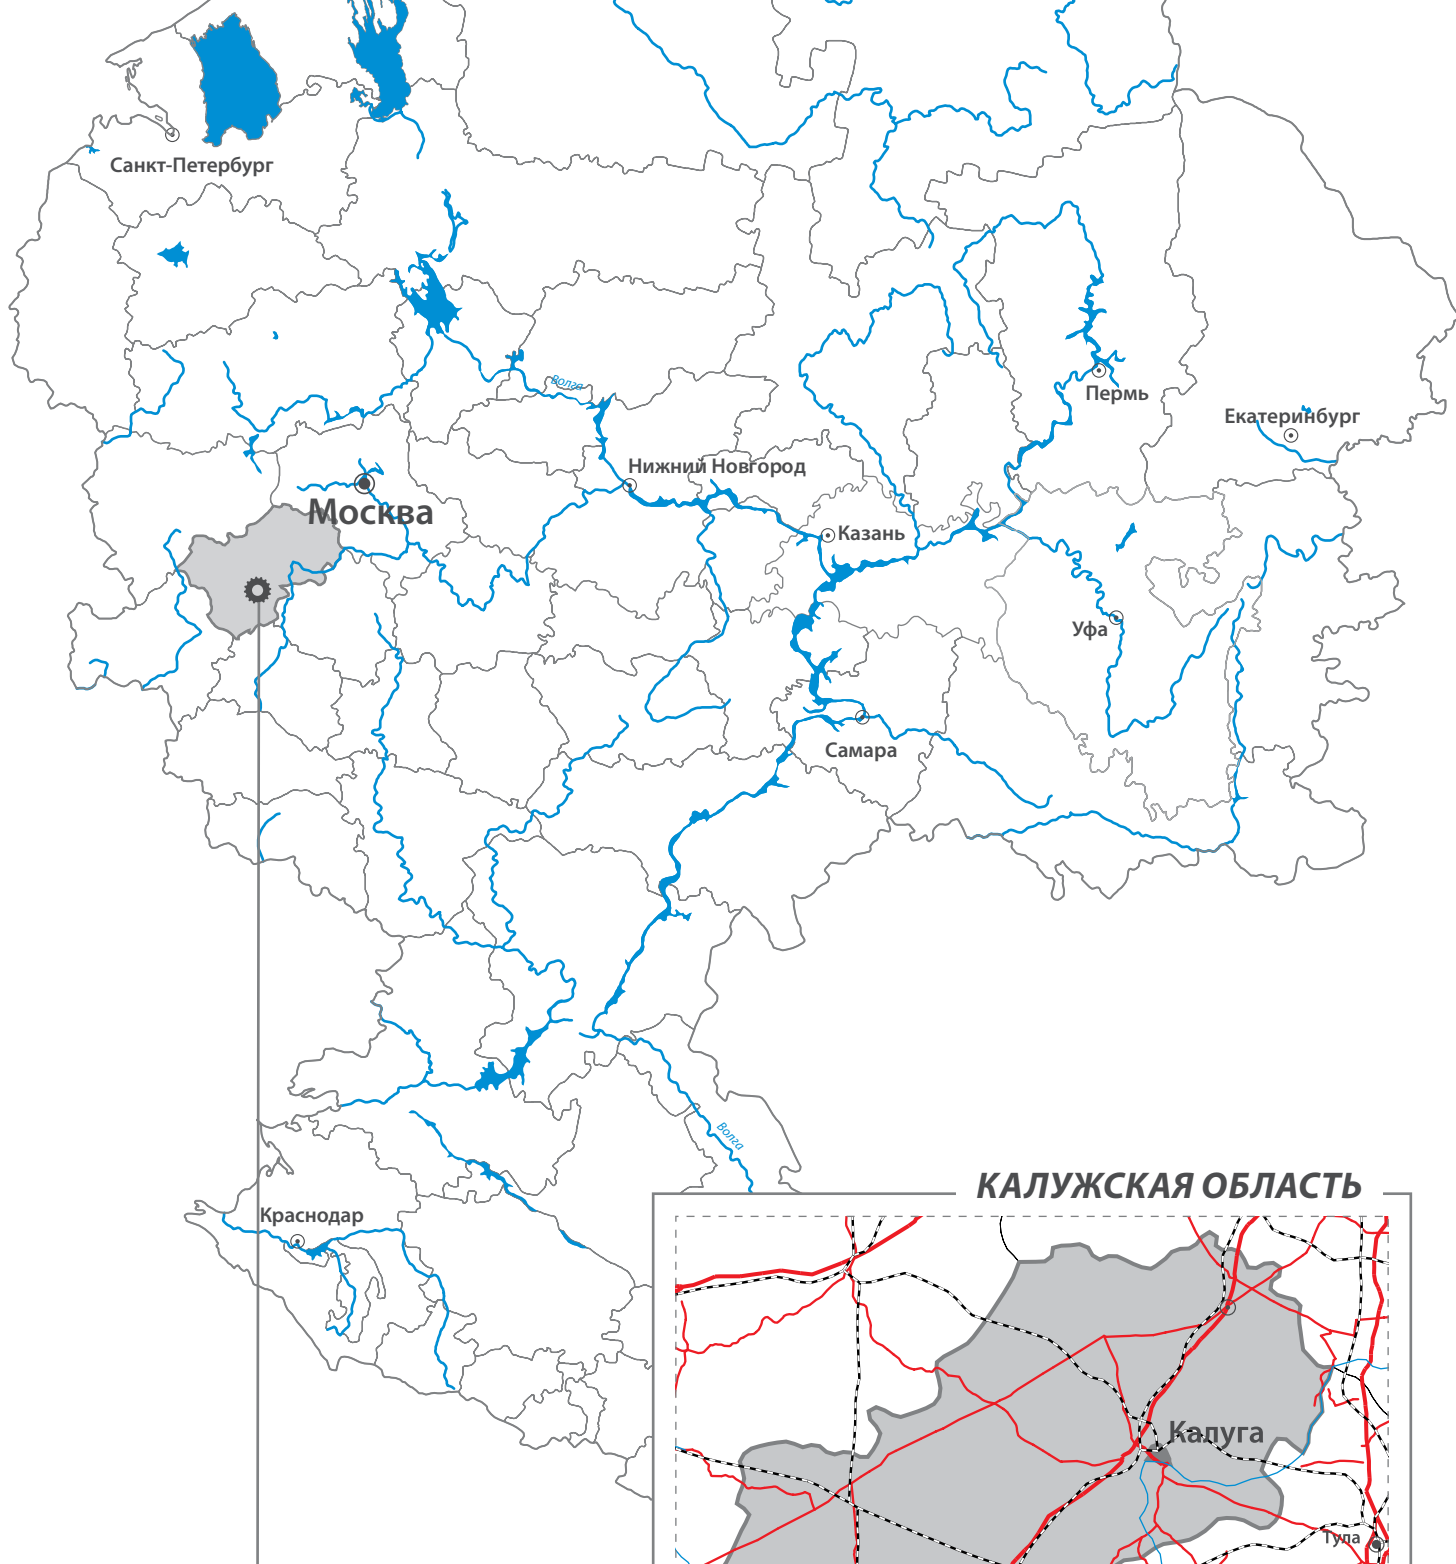 Санкт-Петербург
Волга
Пермь
Екатеринбург
Нижний Новгород
Москва
Казань
Уфа
Самара
Волга
КАЛУЖСКАЯ ОБЛАСТЬ
Краснодар
Калуга
Тула